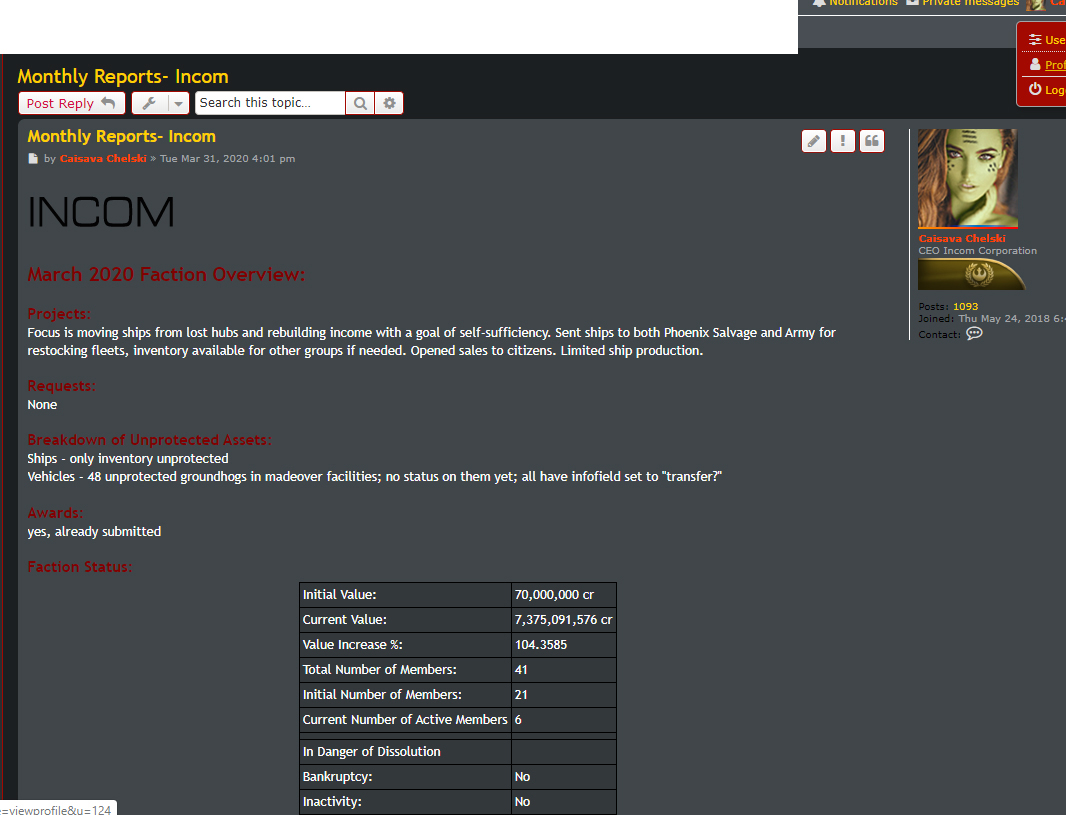 Notifications Private messages
Monthly Reports- Incom
Post Reply Search this topic…
Monthly Reports- Incom
by Caisava Chelski » Tue Mar 31, 2020 4:01 pm
INCOM
March 2020 Faction Overview:
Projects:
Focus is moving ships from lost hubs and rebuilding income with a goal of self-sufficiency. Sent ships to both Phoenix Salvage and Army for
restocking fleets, inventory available for other groups if needed. Opened sales to citizens. Limited ship production.
Requests:
None
Breakdown of Unprotected Assets:
Ships - only inventory unprotected
Vehicles - 48 unprotected groundhogs in madeover facilities; no status on them yet; all have infofield set to "transfer?"
Awards:
yes, already submitted
Faction Status:
Initial Value: 70,000,000 cr
Current Value: 7,375,091,576 cr
Value Increase %: 104.3585
Total Number of Members: 41
Initial Number of Members: 21
Current Number of Active Members 6
In Danger of Dissolution
Bankruptcy: No
Inactivity: No
Use
Prof
Log
Caisava Chelski
CEO Incom Corporation
Posts: 1093
Joined: Thu May 24, 2018 6:
Contact:
=viewprofile&u=124